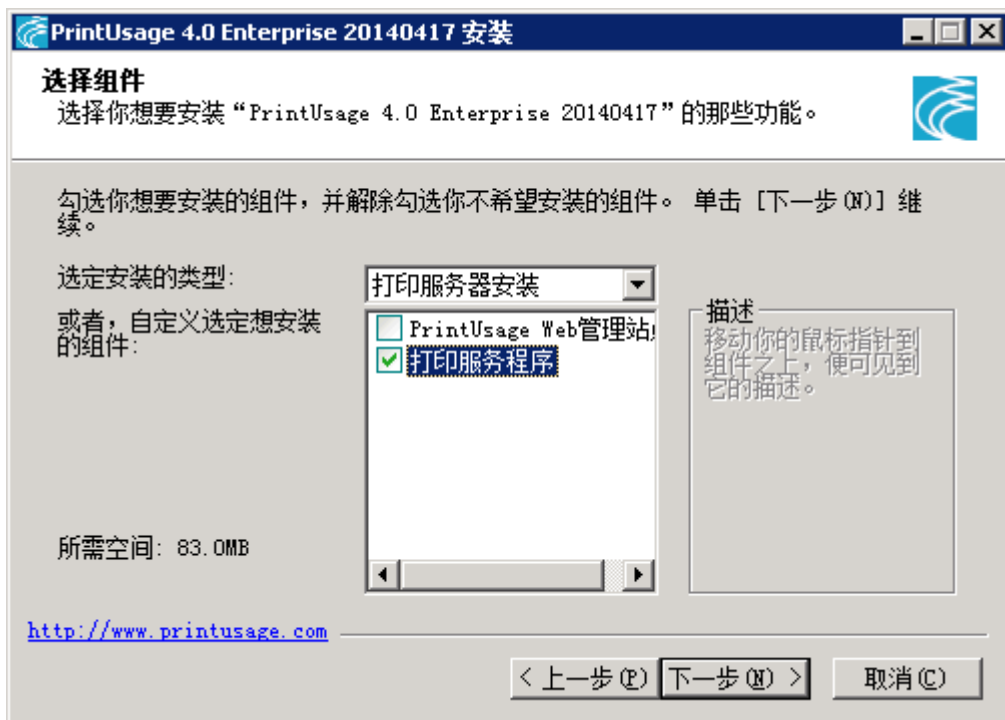 PrintUsage 4.0 Enterprise 20140417 安装
选择组件
选择你想要安装“PrintUsage 4.0 Enterprise 20140417”的那些功能。
勾选你想要安装的组件，并解除勾选你不希望安装的组件。 单击 [下一步(N)] 继
续。
选定安装的类型:
打印服务器安装
或者，自定义选定想安装
的组件:
PrintUsage Web管理站
打印服务程序
描述
移动你的鼠标指针到
组件之上，便可见到
它的描述。
所需空间: 83.0MB
http://www.printusage.com
< 上一步(P)
下一步(N) >
取消(C)